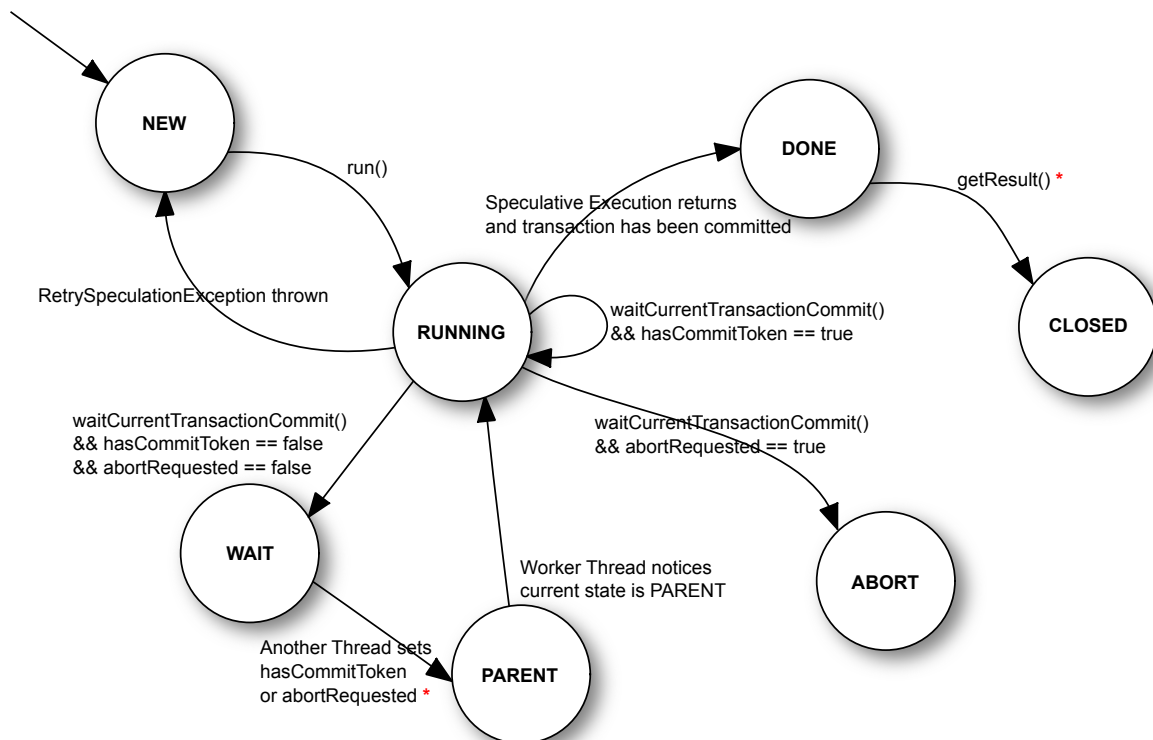 NEW
DONE
run()
getResult() *
Speculative Execution returns
and transaction has been committed
RetrySpeculationException thrown
RUNNING
waitCurrentTransactionCommit()
&& hasCommitToken == true
CLOSED
waitCurrentTransactionCommit()
&& hasCommitToken == false
&& abortRequested == false
waitCurrentTransactionCommit()
&& abortRequested == true
WAIT
Worker Thread notices
current state is PARENT
ABORT
Another Thread sets
hasCommitToken
or abortRequested *
PARENT